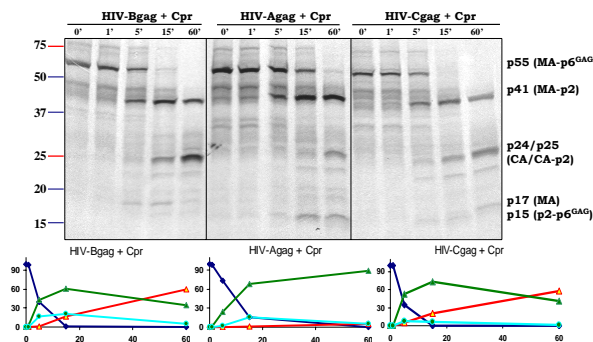 HIV-Bgag + Cpr HIV-Agag + Cpr HIV-Cgag + Cpr
0' 1' 5' 15' 60' 0' 1' 5' 15' 60' 0' 1' 5' 15' 60'
75
50
37
25
20
15
p55 (MA-p6GAG
p41 (MA-p2)
p24/p25
(CA/CA-p2)
p17 (MA)
p15 (p2-p6GAG)
HIV-Bgag + Cpr HIV-Agag + Cpr HIV-Cgag + Cpr
90 90 90
60 60 60
30 30 30
0 0 0
0 20 40 60 0 20 40 60 0 20 40 60